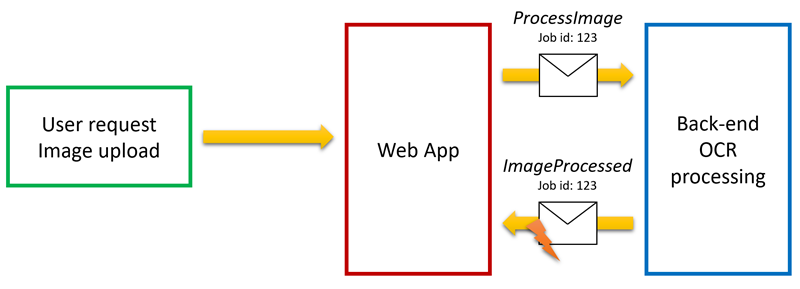 User request
Image upload
Web App
ProcessImage
Job id: 123
ImageProcessed
Job id: 123
Back-end
OCR
processing